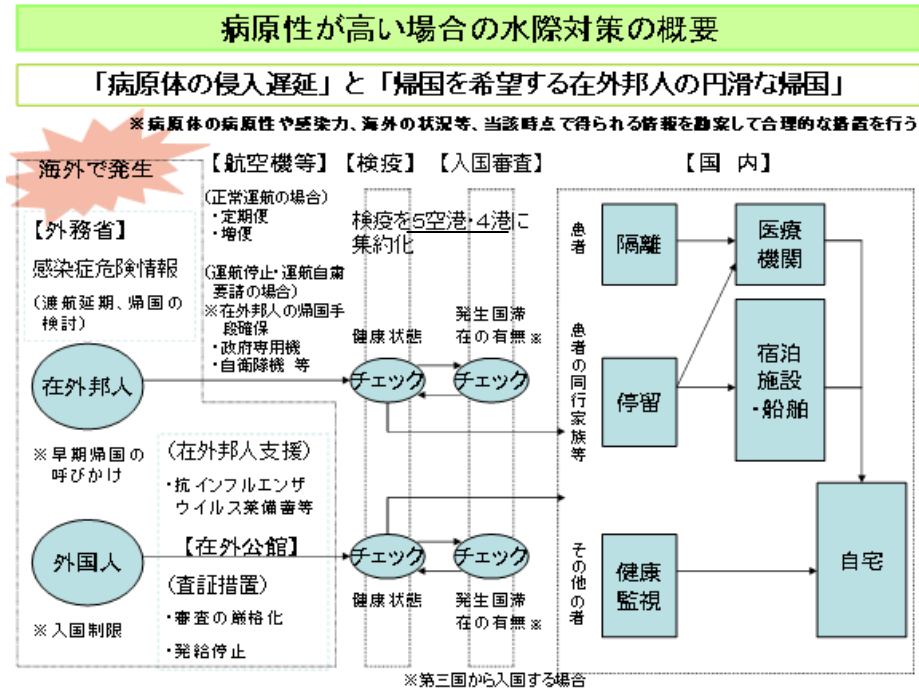 病原性が高い場合の水際対策の概要
「病原体の侵入遅延」と「帰国を希望する在外邦人の円滑な帰国」
※病原体の病原性や感染力、海外の状況等、当該時点で得られる情報を勘案して合理的な措置を行う
海外で発生
【航空機等】
【検疫】
【入国審査】
【国 内】
(正常運航の場合)
・定期便
・増便
(運航停止・運航自粛
要請の場合)
※在外邦人の帰国手
段確保
・政府専用機
・自衛隊機 等
検疫を5空港・4港に
集約化
【外務省】
感染症危険情報
(渡航延期、帰国の
検討)
在外邦人
※早期帰国の
呼びかけ
(在外邦人支援)
・抗インフルエンザ
ウイルス薬備蓄等
【在外公館】
(査証措置)
・審査の厳格化
・発給停止
外国人
※入国制限
健康状態
発生国滞
在の有無※
チェック
チェック
チェック
チェック
健康状態
発生国滞
在の有無※
患者
隔離
医療
機関
患者の同行家族等
停留
宿泊
施設
・船舶
その他の者
健康
監視
自宅
※第三国から入国する場合